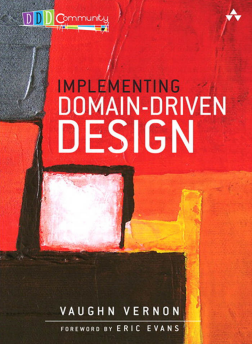 DDD Community
IMPLEMENTING
DOMAIN-DRIVEN
DESIGN
VAUGHN VERNON
FOREWORD BY ERIC EVANS